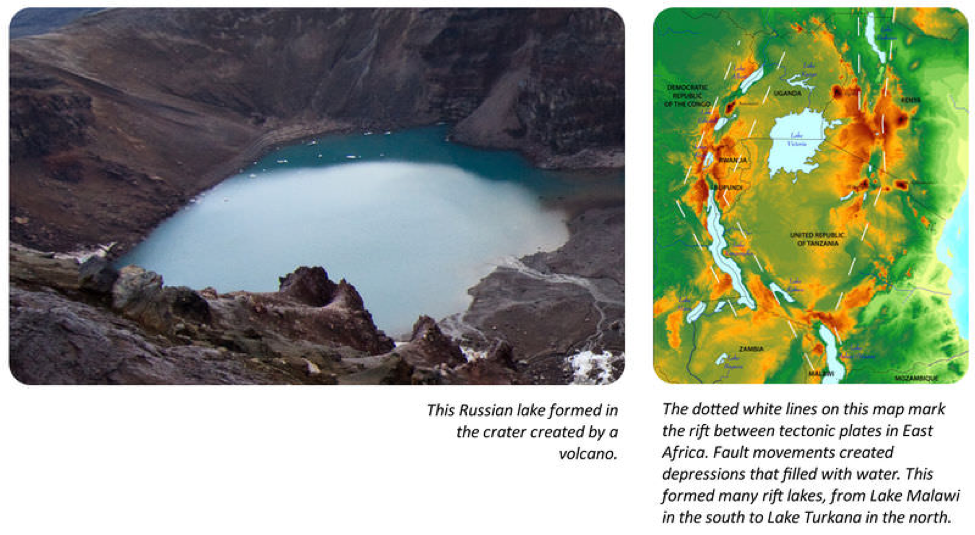 DEMOCRATIC
REPUBLIC
OF THE CONGO
UGANDA
KENYA
Lake
Victoria
RWANDA
BURUNDI
UNITED REPUBLIC
OF TANZANIA
ZAMBIA
MALAWI
MOZAMBIQUE
This Russian lake formed in
the crater created by a
volcano.
The dotted white lines on this map mark
the rift between tectonic plates in East
Africa. Fault movements created
depressions that filled with water. This
formed many rift lakes, from Lake Malawi
in the south to Lake Turkana in the north.